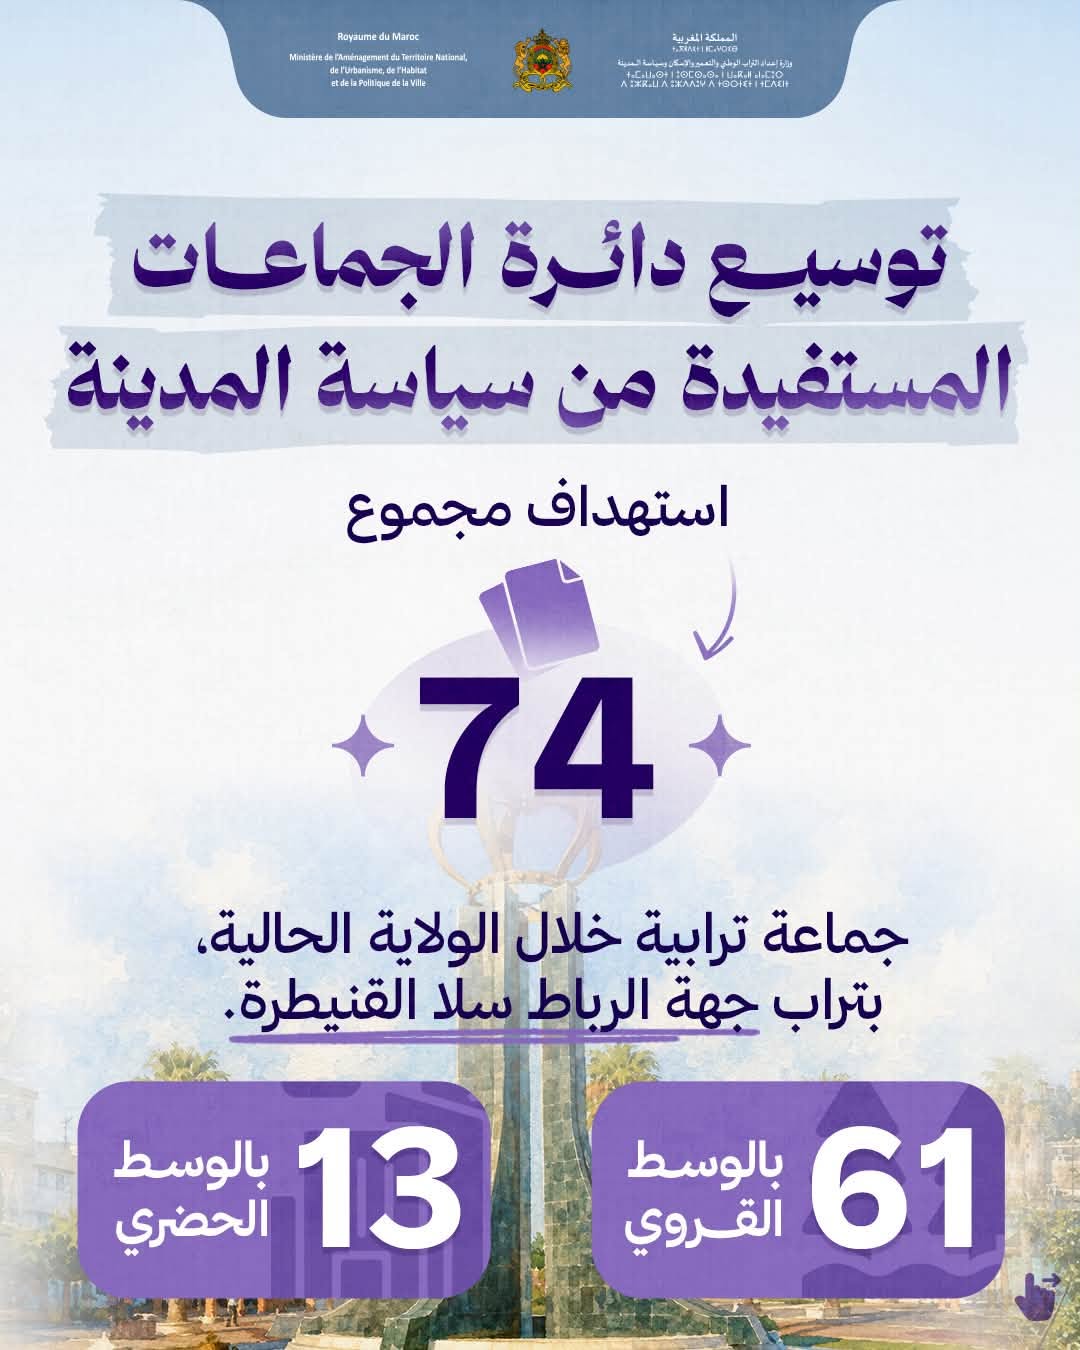 Royaume du Maroc
Ministère de l'Aménagement du Territoire National,
de l'Urbanisme, de l'Habitat
et de la Politique de la Ville
المملكة المغربية
ⵜⴰⴳⵍⴷⵉⵜ ⵏ ⵍⵎⵖⵔⵉⴱ
وزارة إعداد التراب الوطني والتعمير والإسكان وسياسة المدينة
توسيع دائرة الجماعات
المستفيدة من سياسة المدينة
استهداف مجموع
74
جماعة ترابية خلال الولاية الحالية،
بتراب جهة الرباط سلا القنيطرة.
61 بالوسط القروي
13 بالوسط الحضري